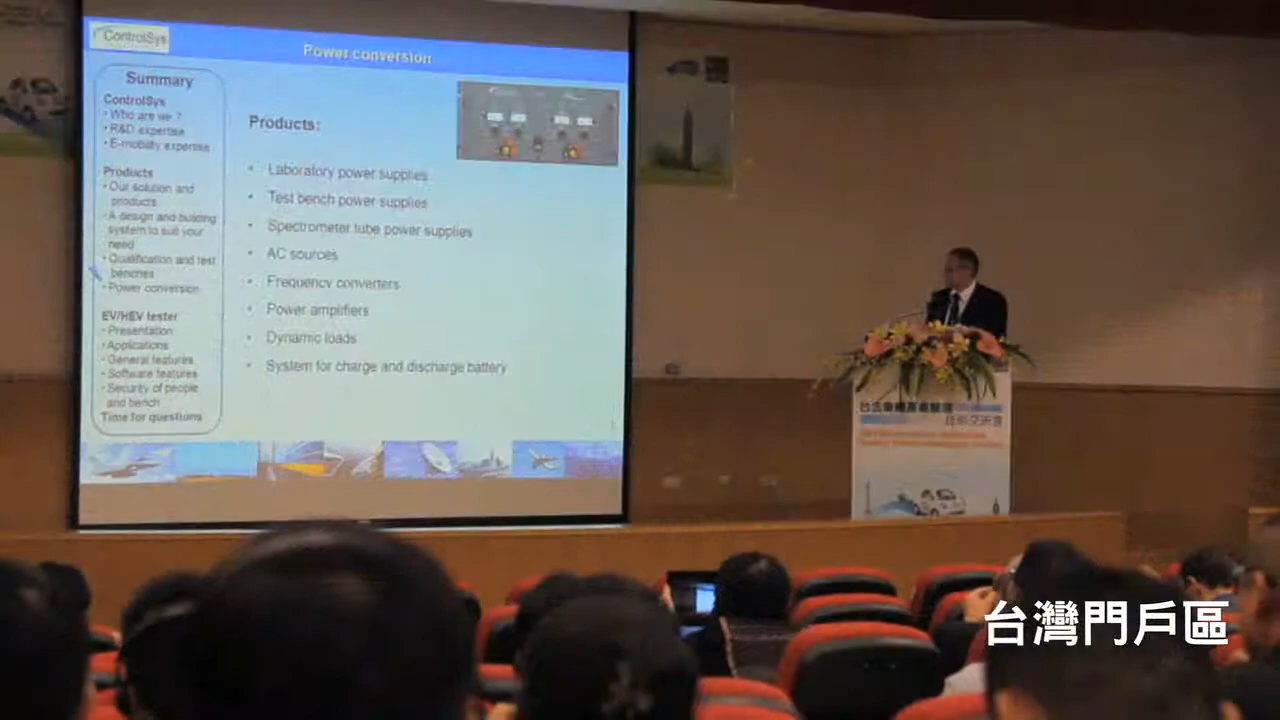 ControlSys
Power conversion
Summary
ControlSys
• Who are we ?
• R&D expertise
• E-mobility expertise
Products
• Our solution and
products
• A design and building
system to suit your
need
• Qualification and test
benches
• Power conversion
EV/HEV tester
• Presentation
• Applications
• General features
• Software features
• Security of people
and bench
Time for questions
Products:
• Laboratory power supplies
• Test bench power supplies
• Spectrometer tube power supplies
• AC sources
• Frequency converters
• Power amplifiers
• Dynamic loads
• System for charge and discharge battery
台灣門戶區